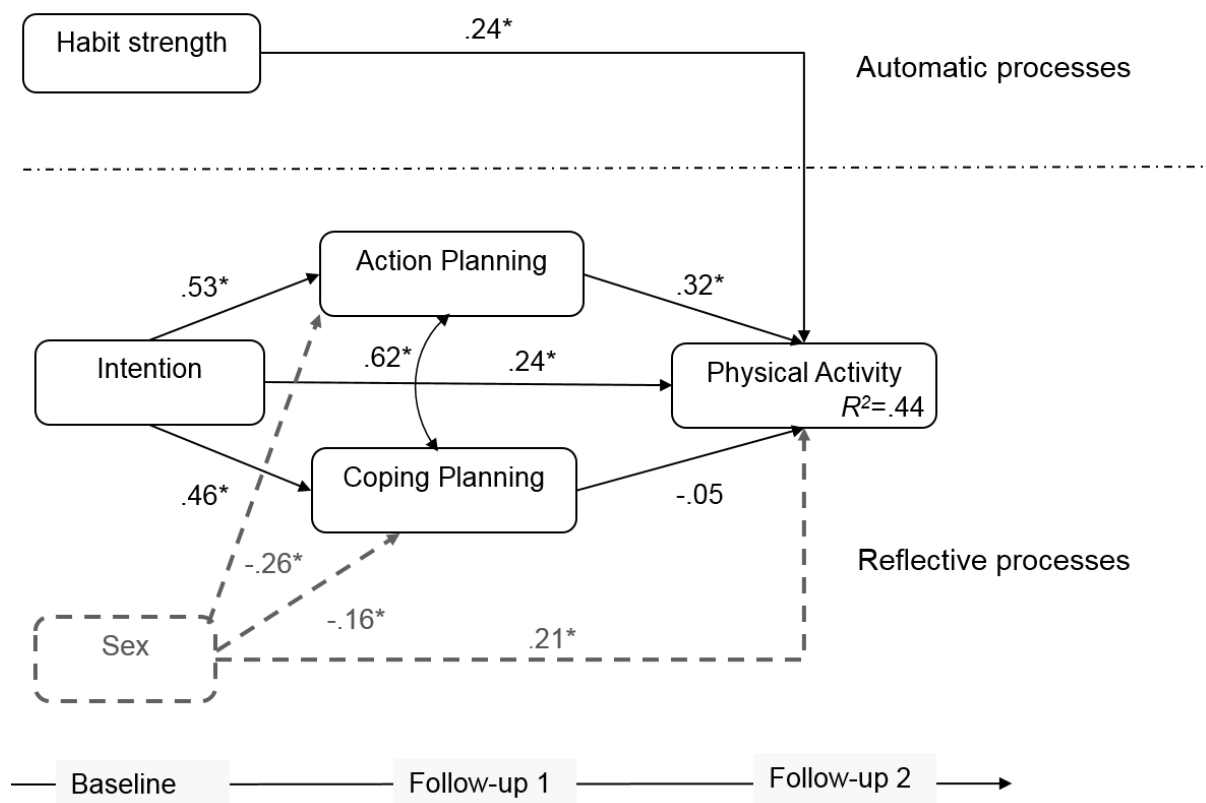 Habit strength
.24*
Automatic processes
Action Planning
.53*
.32*
Intention
.62*
.24*
Physical Activity
R²=.44
Coping Planning
.46*
-.05
-.26*
Reflective processes
-.16*
Sex
.21*
Baseline
Follow-up 1
Follow-up 2